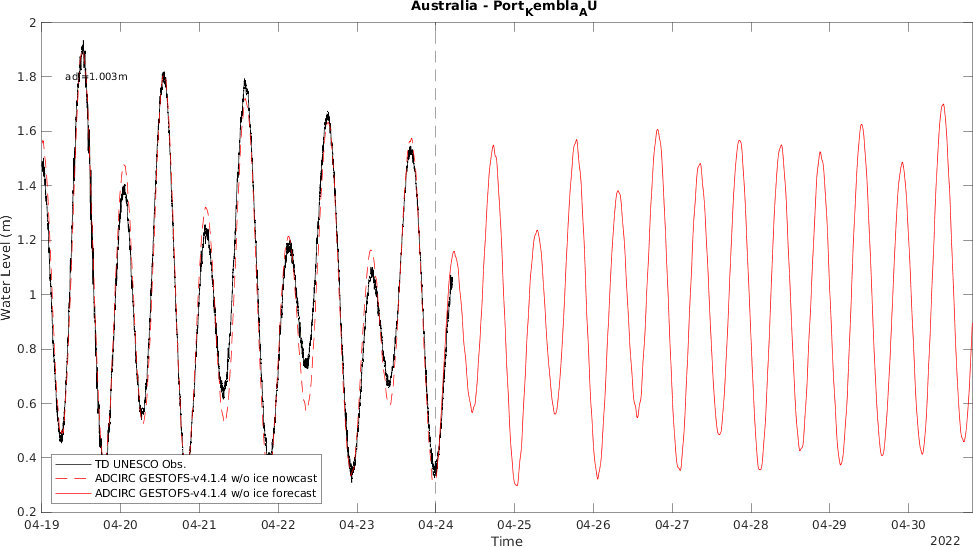 Australia - Port_Kembla_AU
2
1.8
adj=1.003m
1.6
1.4
1.2
1
0.8
0.6
0.4
0.2
Water Level (m)
TD UNESCO Obs.
ADCIRC GESTOFS-v4.1.4 w/o ice nowcast
ADCIRC GESTOFS-v4.1.4 w/o ice forecast
04-19 04-20 04-21 04-22 04-23 04-24 04-25 04-26 04-27 04-28 04-29 04-30
Time
2022